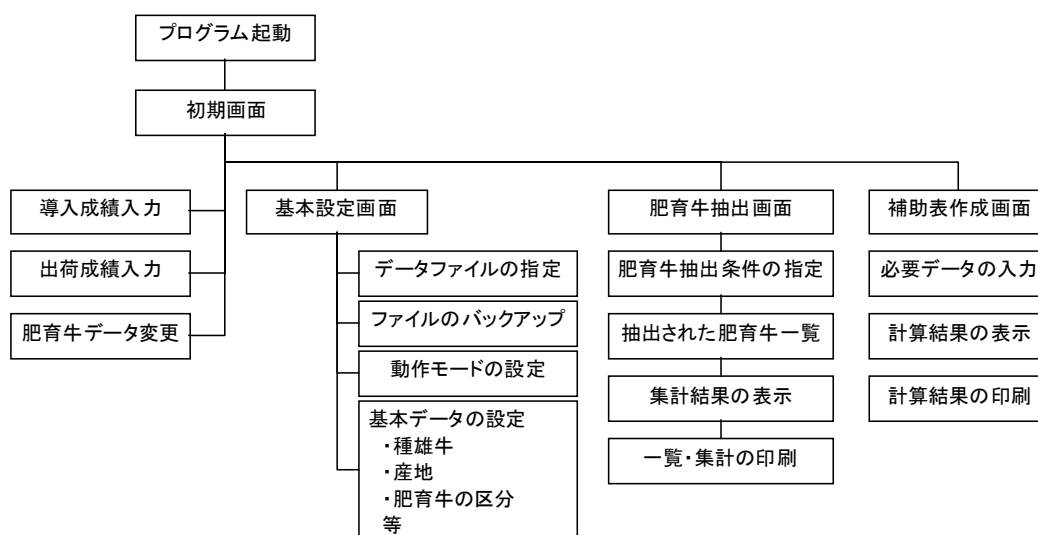 プログラム起動
初期画面
導入成績入力
出荷成績入力
肥育牛データ変更
基本設定画面
データファイルの指定
ファイルのバックアップ
動作モードの設定
基本データの設定
・種雄牛
・産地
・肥育牛の区分
等
肥育牛抽出画面
肥育牛抽出条件の指定
抽出された肥育牛一覧
集計結果の表示
一覧・集計の印刷
補助表作成画面
必要データの入力
計算結果の表示
計算結果の印刷